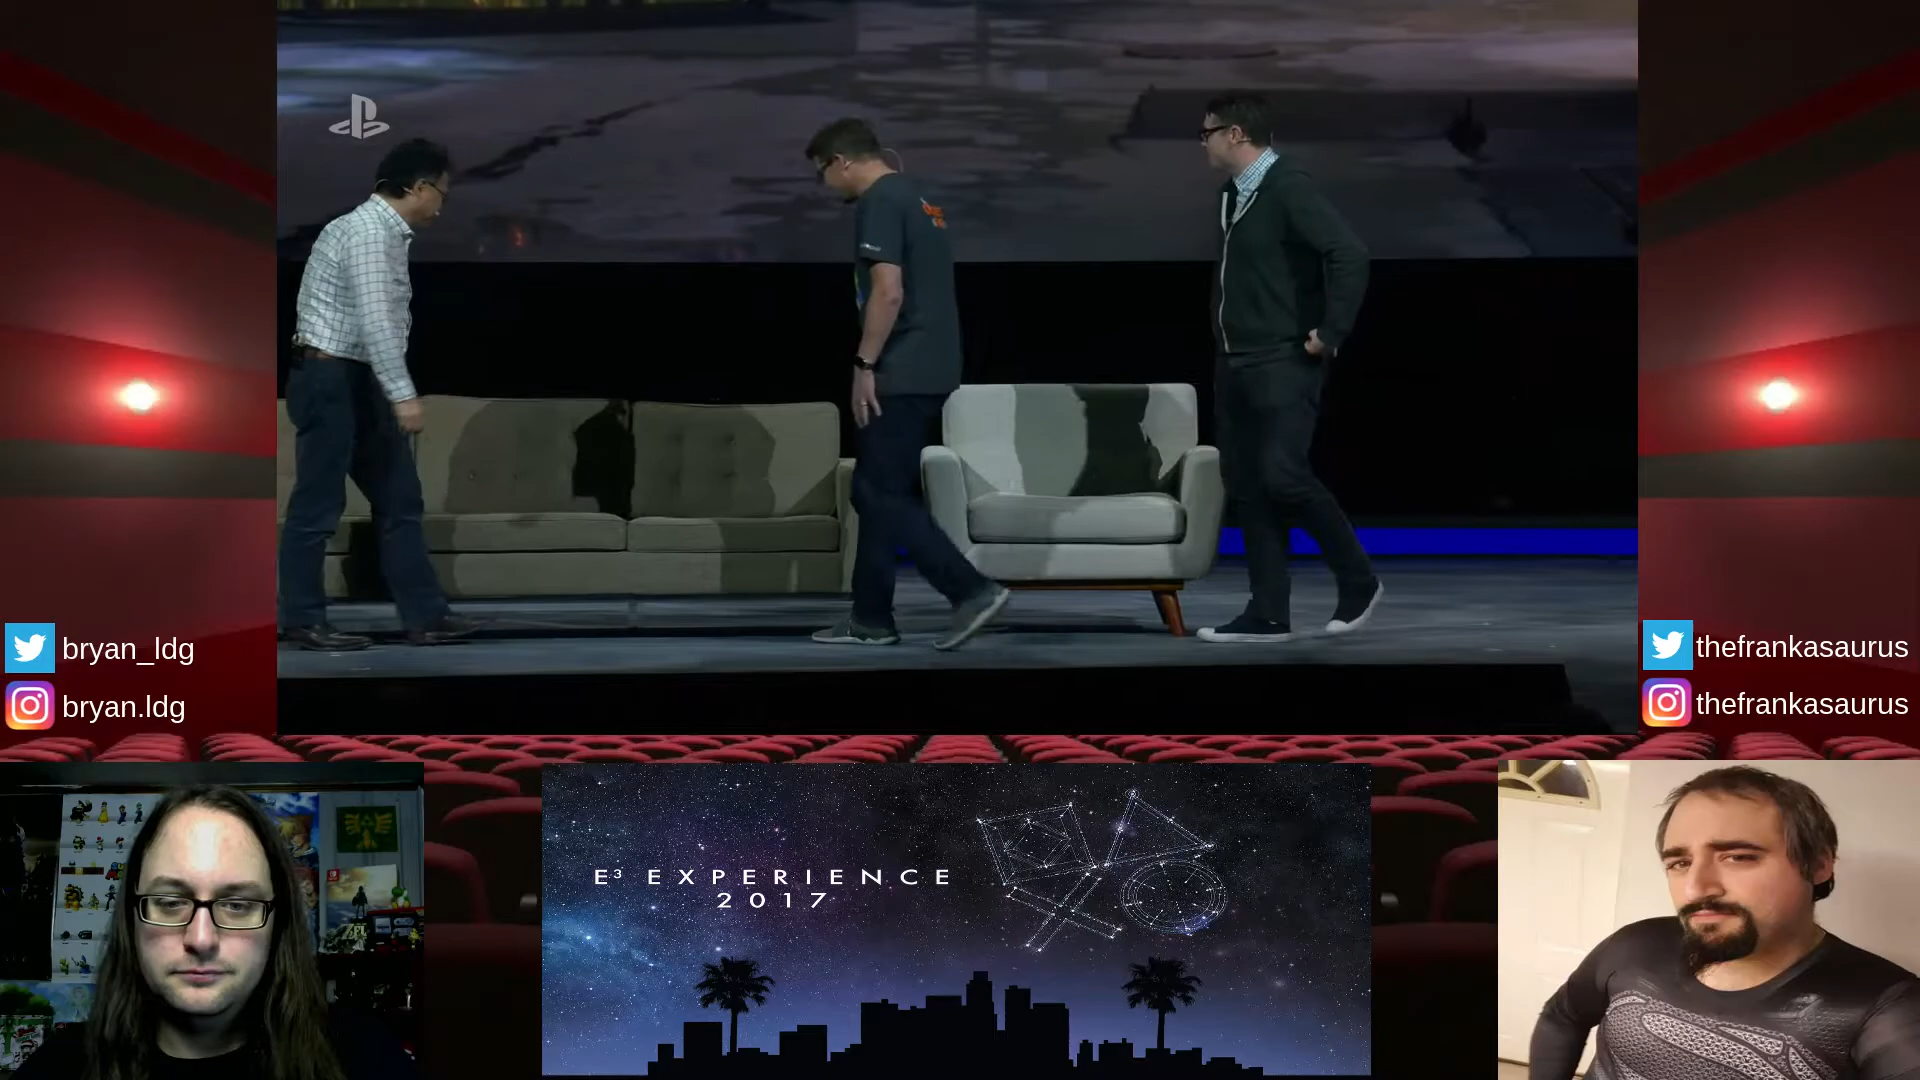 bryan_ldg
bryan.ldg
thefrankasaurus
thefrankasaurus
E³ EXPERIENCE
2017